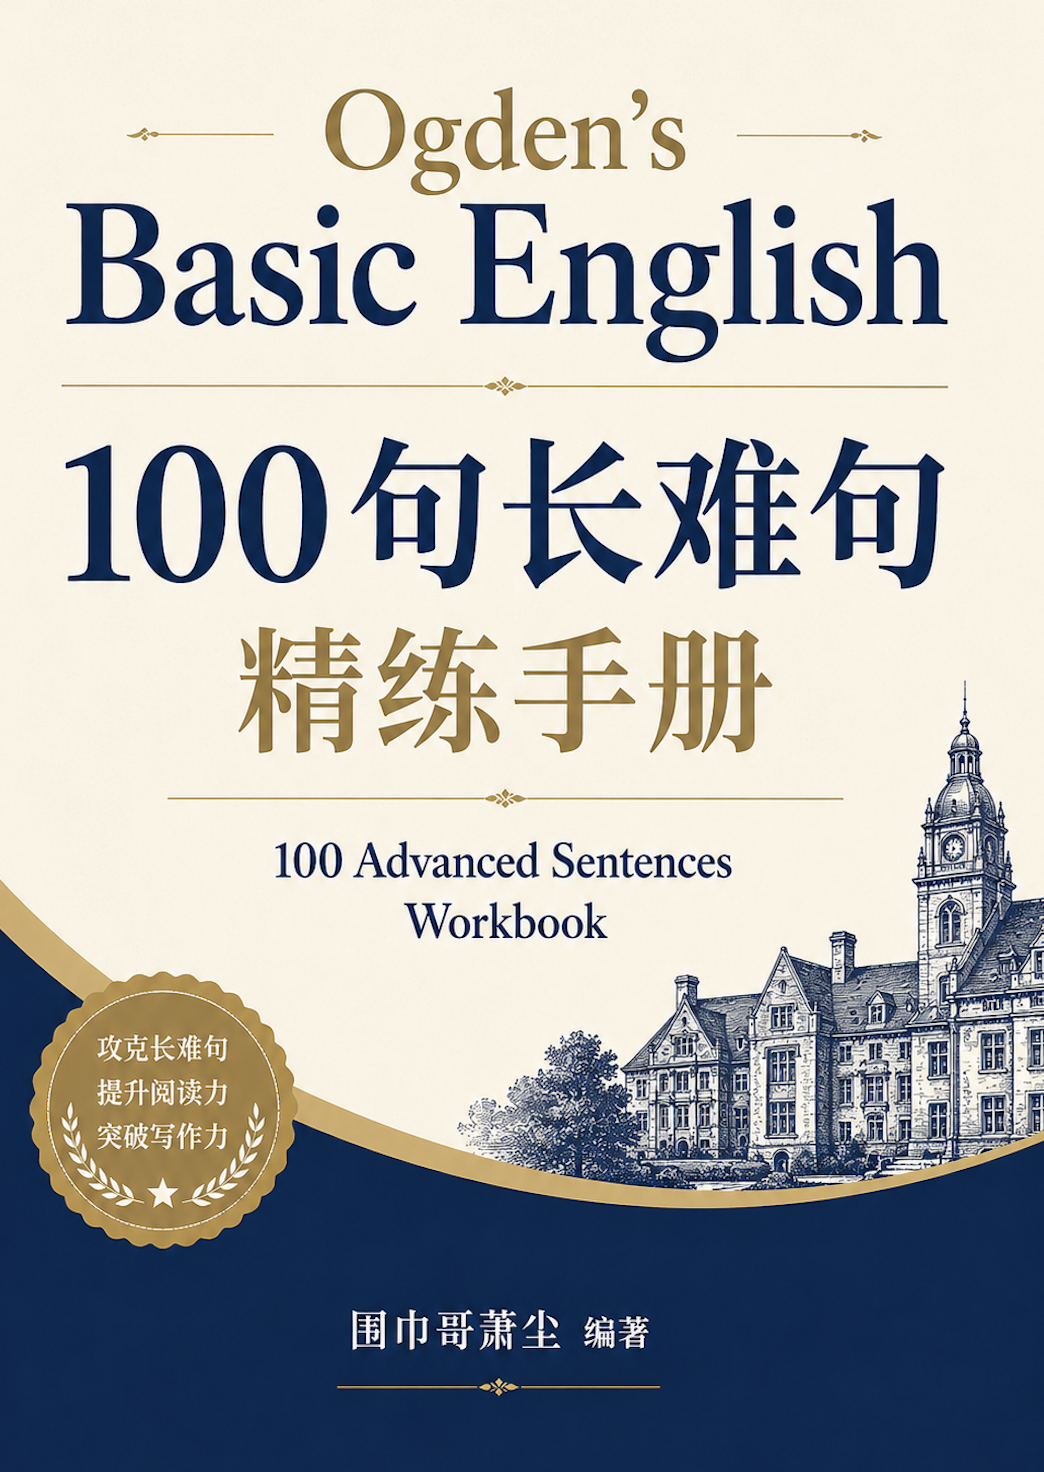 Ogden's
Basic English
100句长难句
精练手册
100 Advanced Sentences
Workbook
攻克长难句
提升阅读力
突破写作力
围巾哥萧尘 编著